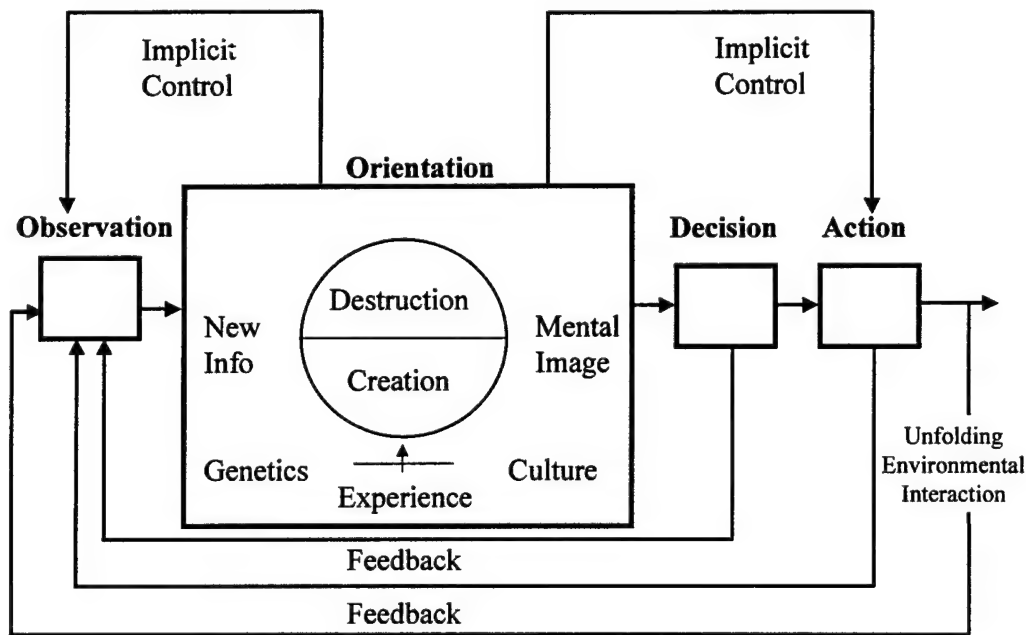 Implicit
Control
Implicit
Control
Orientation
Observation
Decision
Action
Destruction
New
Info
Mental
Image
Creation
Genetics
Culture
Experience
Unfolding
Environmental
Interaction
Feedback
Feedback